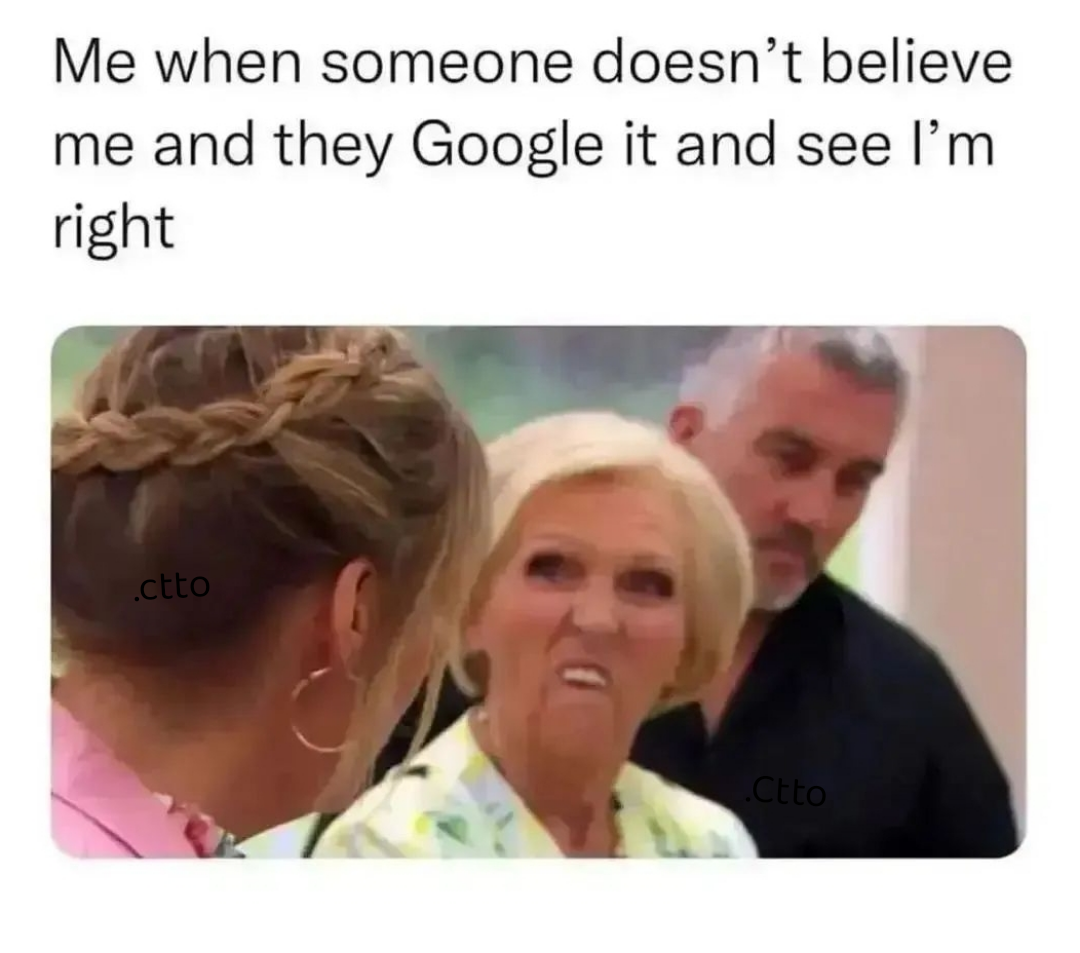 Me when someone doesn’t believe
me and they Google it and see I’m
right
.ctto
.Ctto